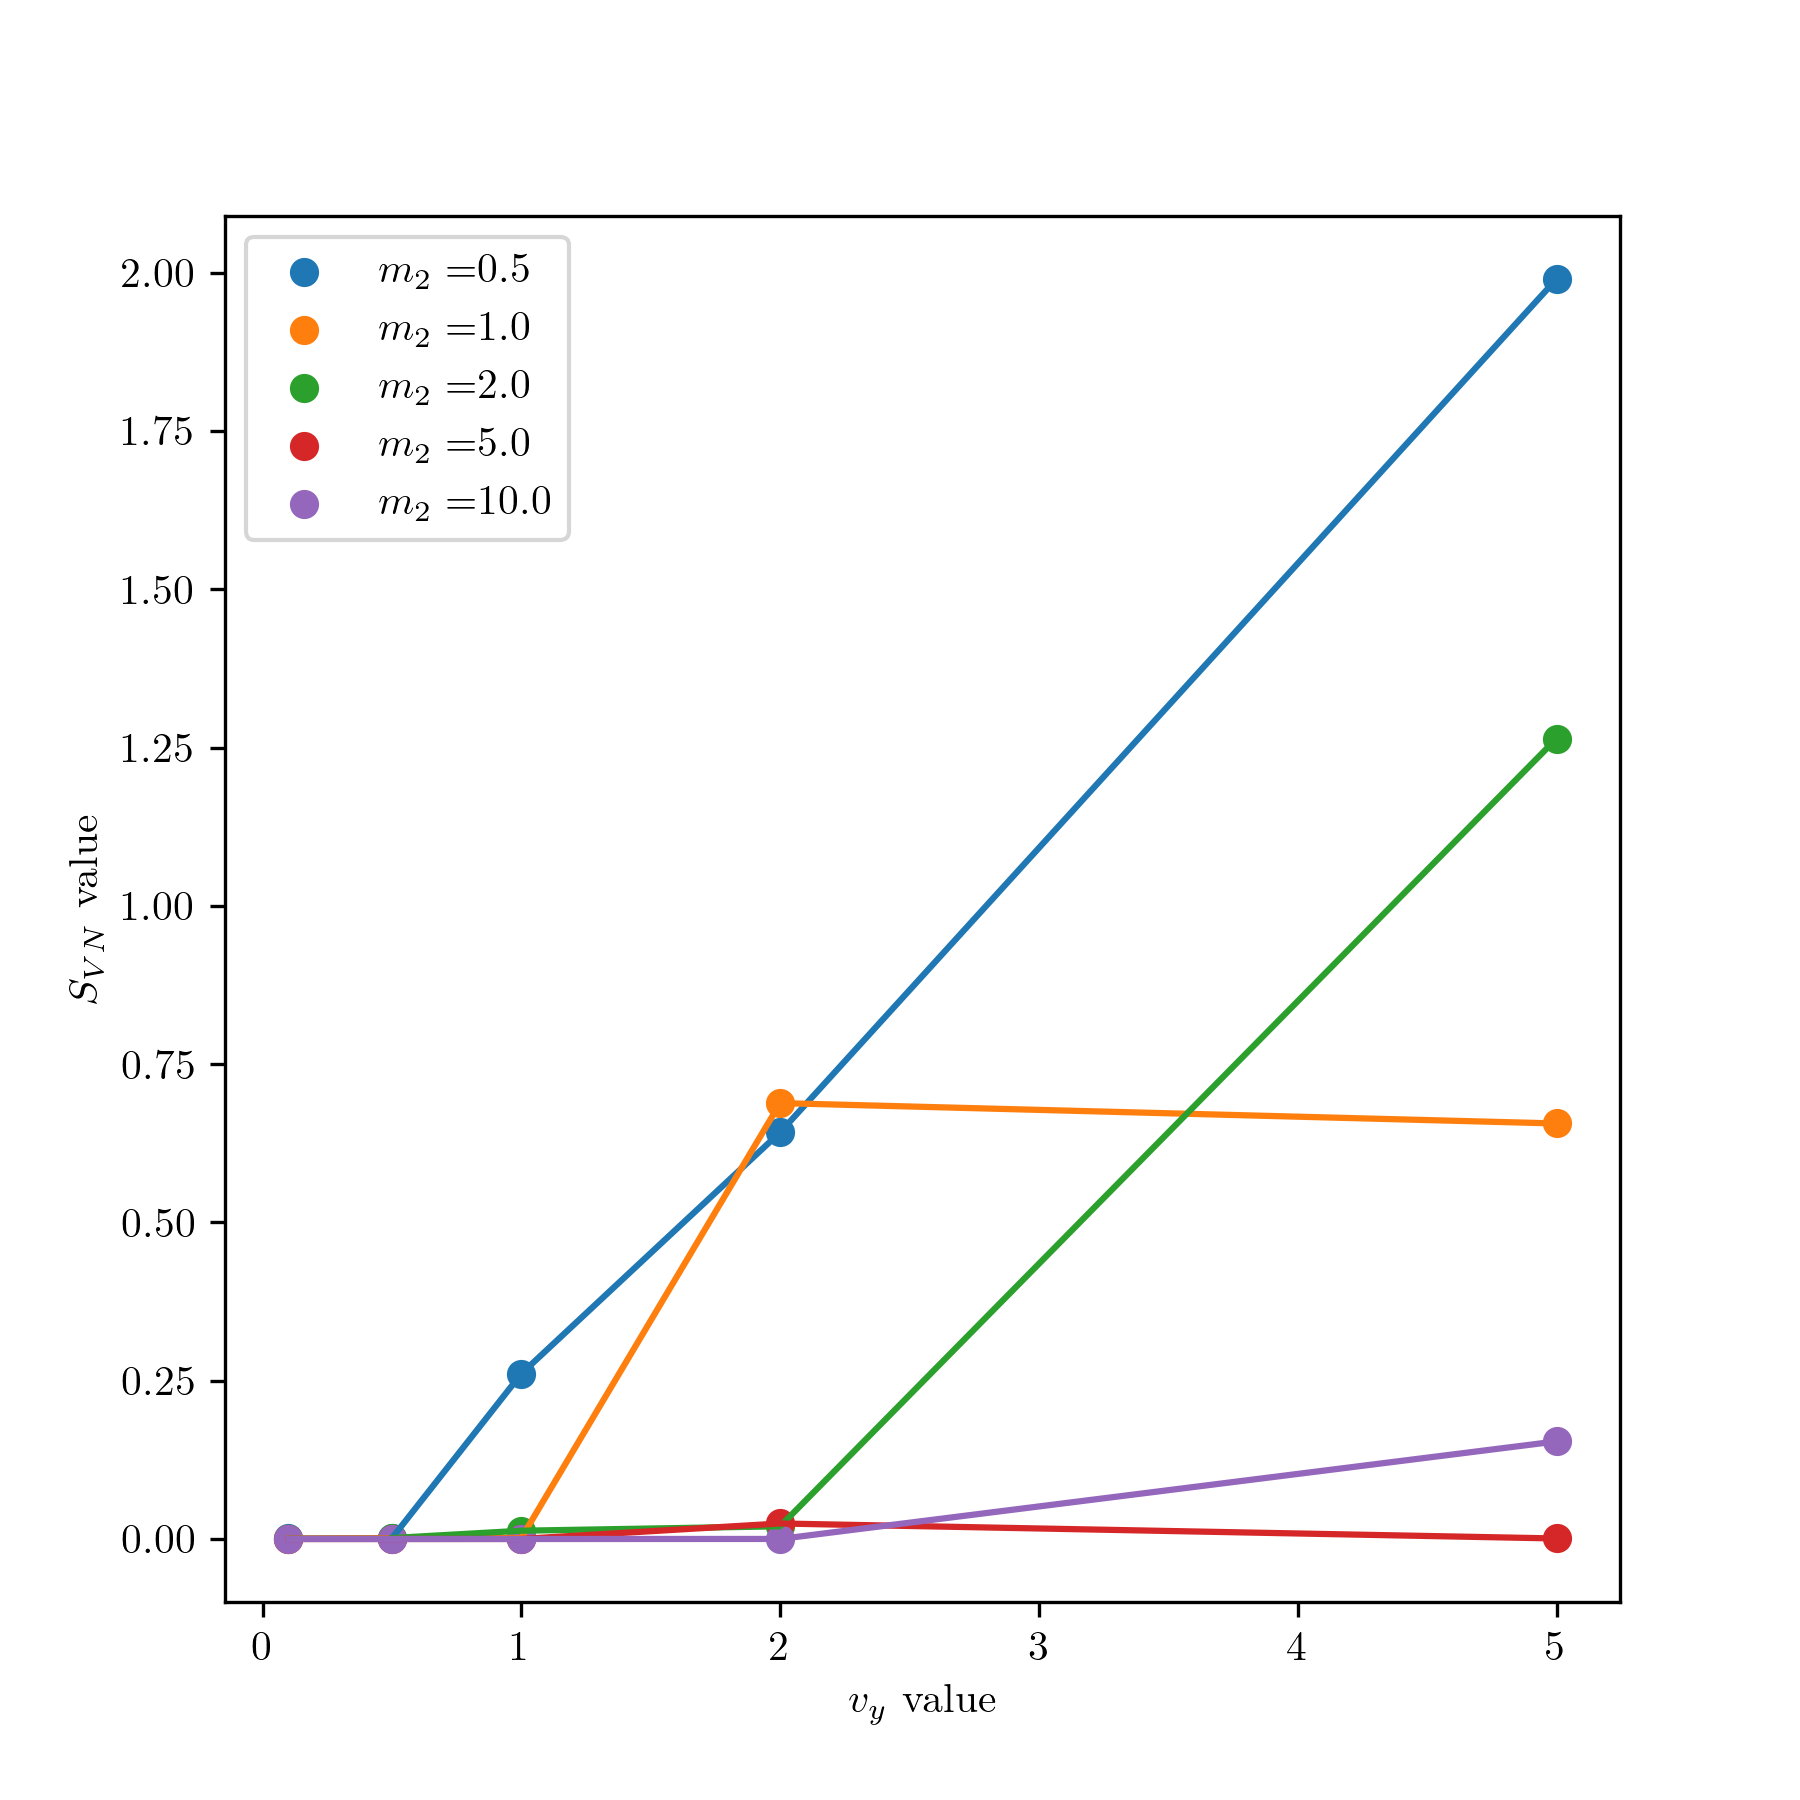 m₂ =0.5
m₂ =1.0
m₂ =2.0
m₂ =5.0
m₂ =10.0
2.00
1.75
1.50
1.25
1.00
0.75
0.50
0.25
0.00
S_{VN} value
0 1 2 3 4 5
v_y value